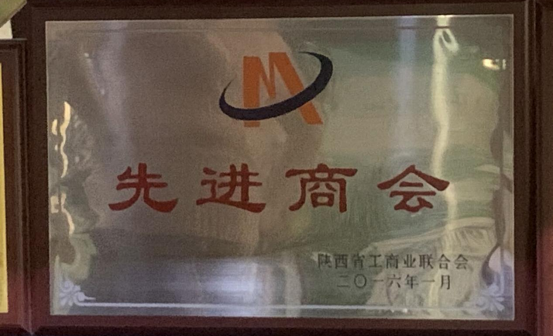 先进商会
陕西省工商业联合会
二〇一六年一月